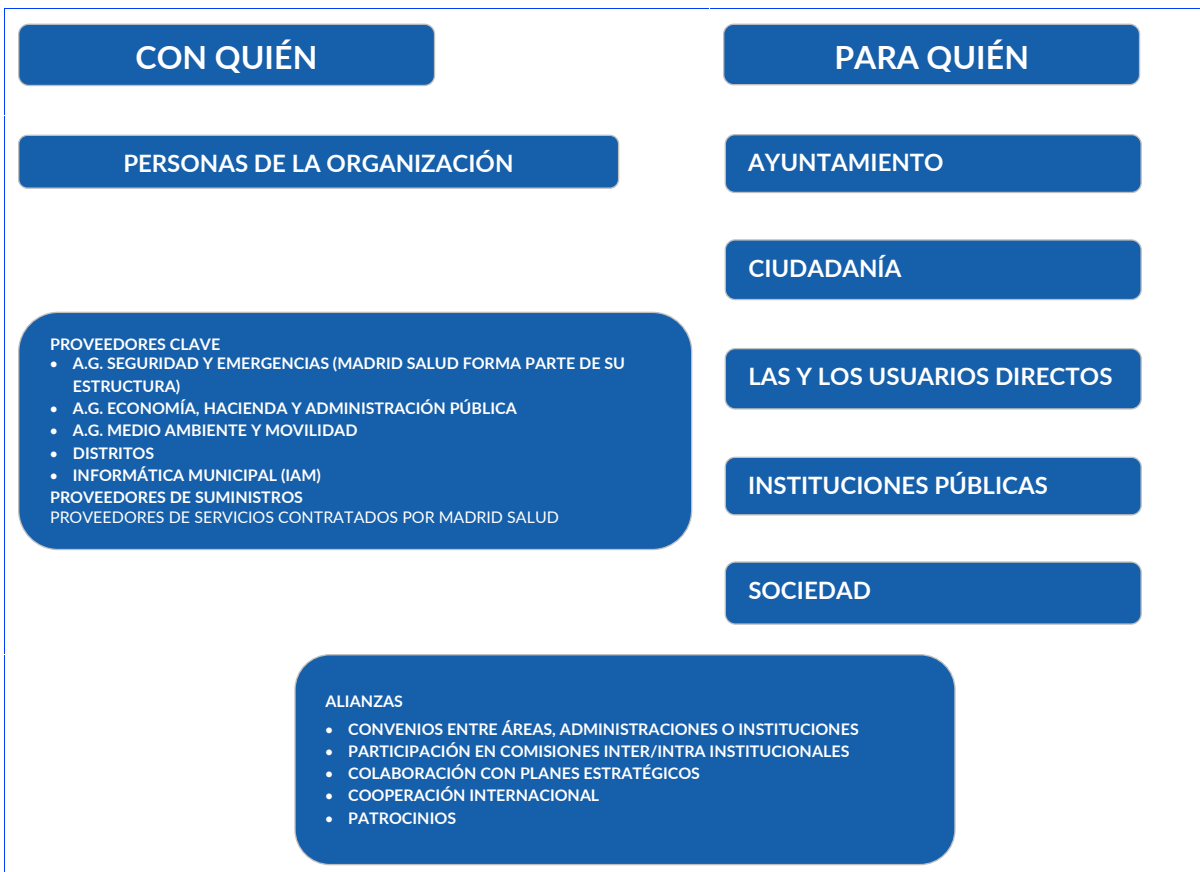 CON QUIÉN
PERSONAS DE LA ORGANIZACIÓN
PROVEEDORES CLAVE
• A.G. SEGURIDAD Y EMERGENCIAS (MADRID SALUD FORMA PARTE DE SU
ESTRUCTURA)
• A.G. ECONOMÍA, HACIENDA Y ADMINISTRACIÓN PÚBLICA
• A.G. MEDIO AMBIENTE Y MOVILIDAD
• DISTRITOS
• INFORMÁTICA MUNICIPAL (IAM)
PROVEEDORES DE SUMINISTROS
PROVEEDORES DE SERVICIOS CONTRATADOS POR MADRID SALUD
PARA QUIÉN
AYUNTAMIENTO
CIUDADANÍA
LAS Y LOS USUARIOS DIRECTOS
INSTITUCIONES PÚBLICAS
SOCIEDAD
ALIANZAS
• CONVENIOS ENTRE ÁREAS, ADMINISTRACIONES O INSTITUCIONES
• PARTICIPACIÓN EN COMISIONES INTER/INTRA INSTITUCIONALES
• COLABORACIÓN CON PLANES ESTRATÉGICOS
• COOPERACIÓN INTERNACIONAL
• PATROCINIOS